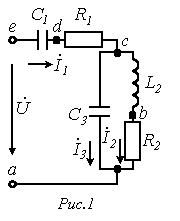 C₁ d R₁
e c
İ₁
L₂
U̇ C₃ b
İ₃ İ₂ R₂
a
Рис.1